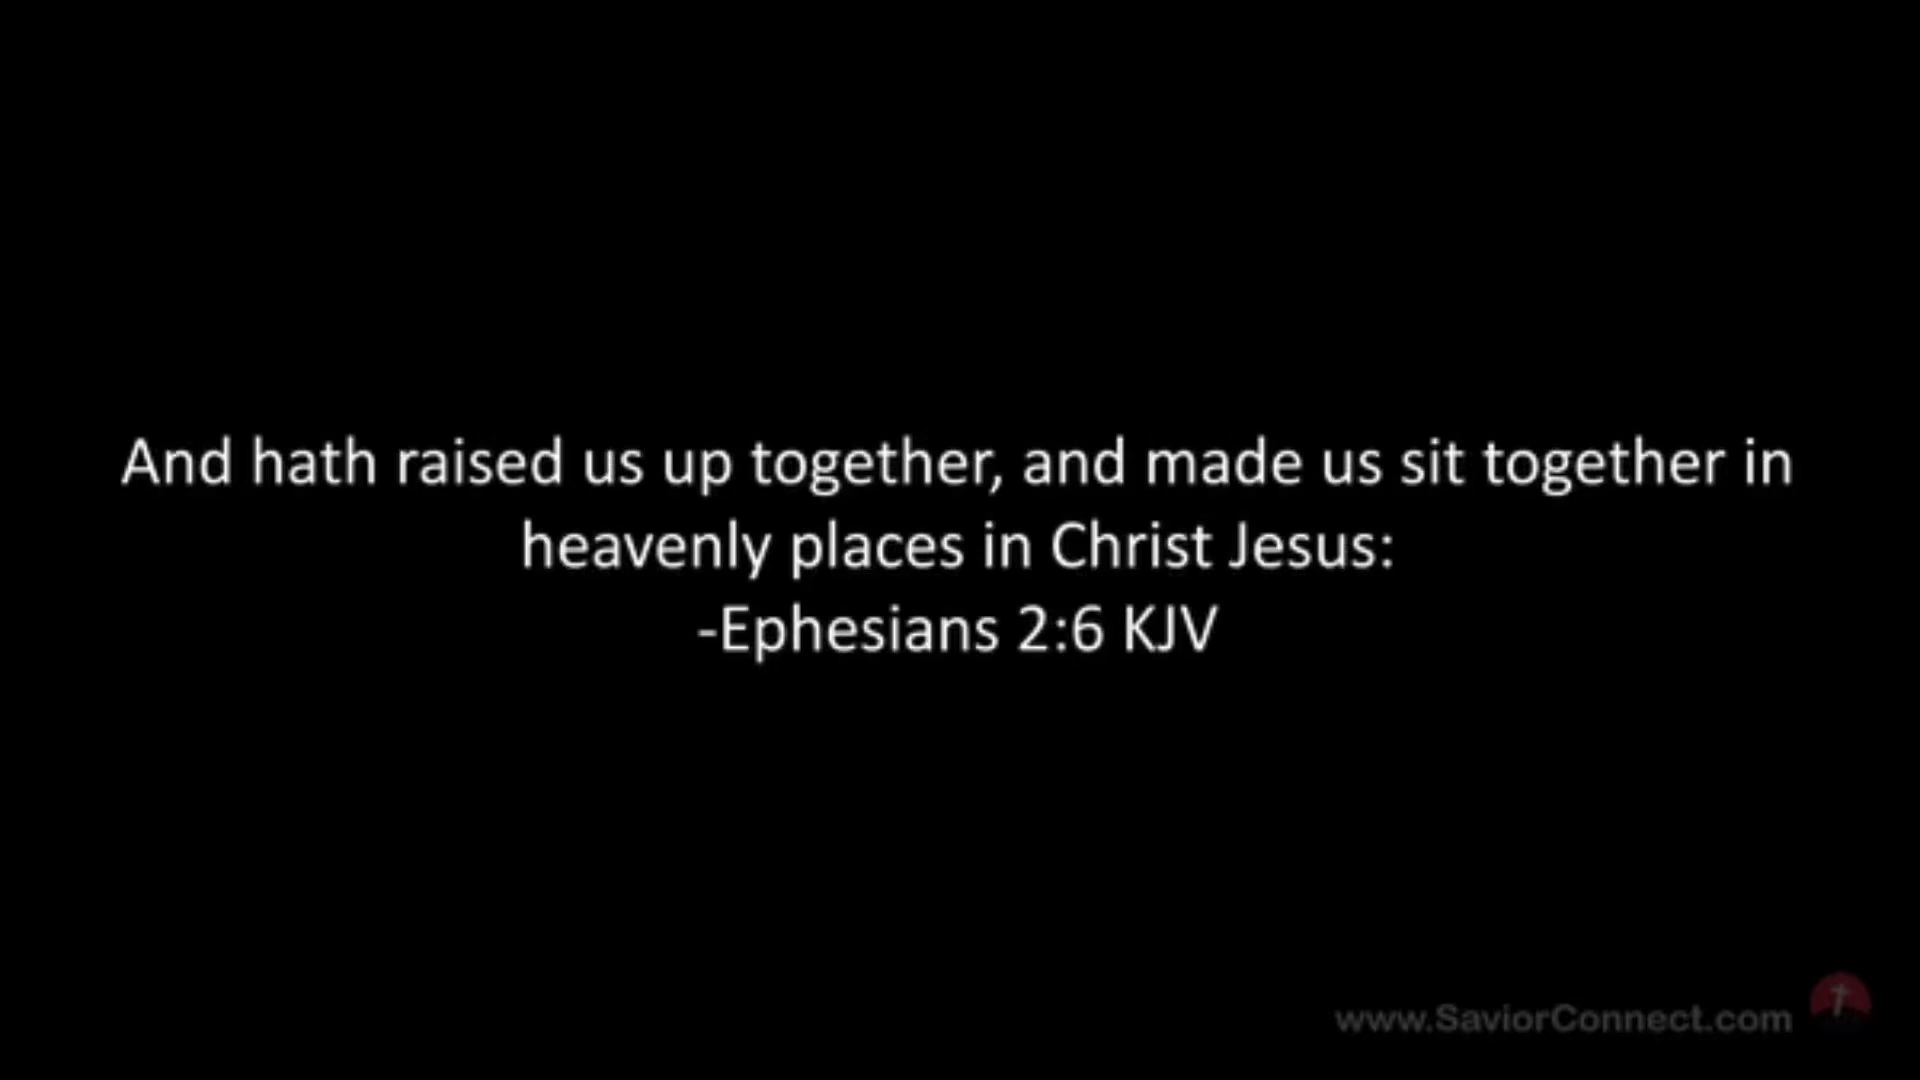 And hath raised us up together, and made us sit together in
heavenly places in Christ Jesus:
-Ephesians 2:6 KJV
www.SaviorConnect.com